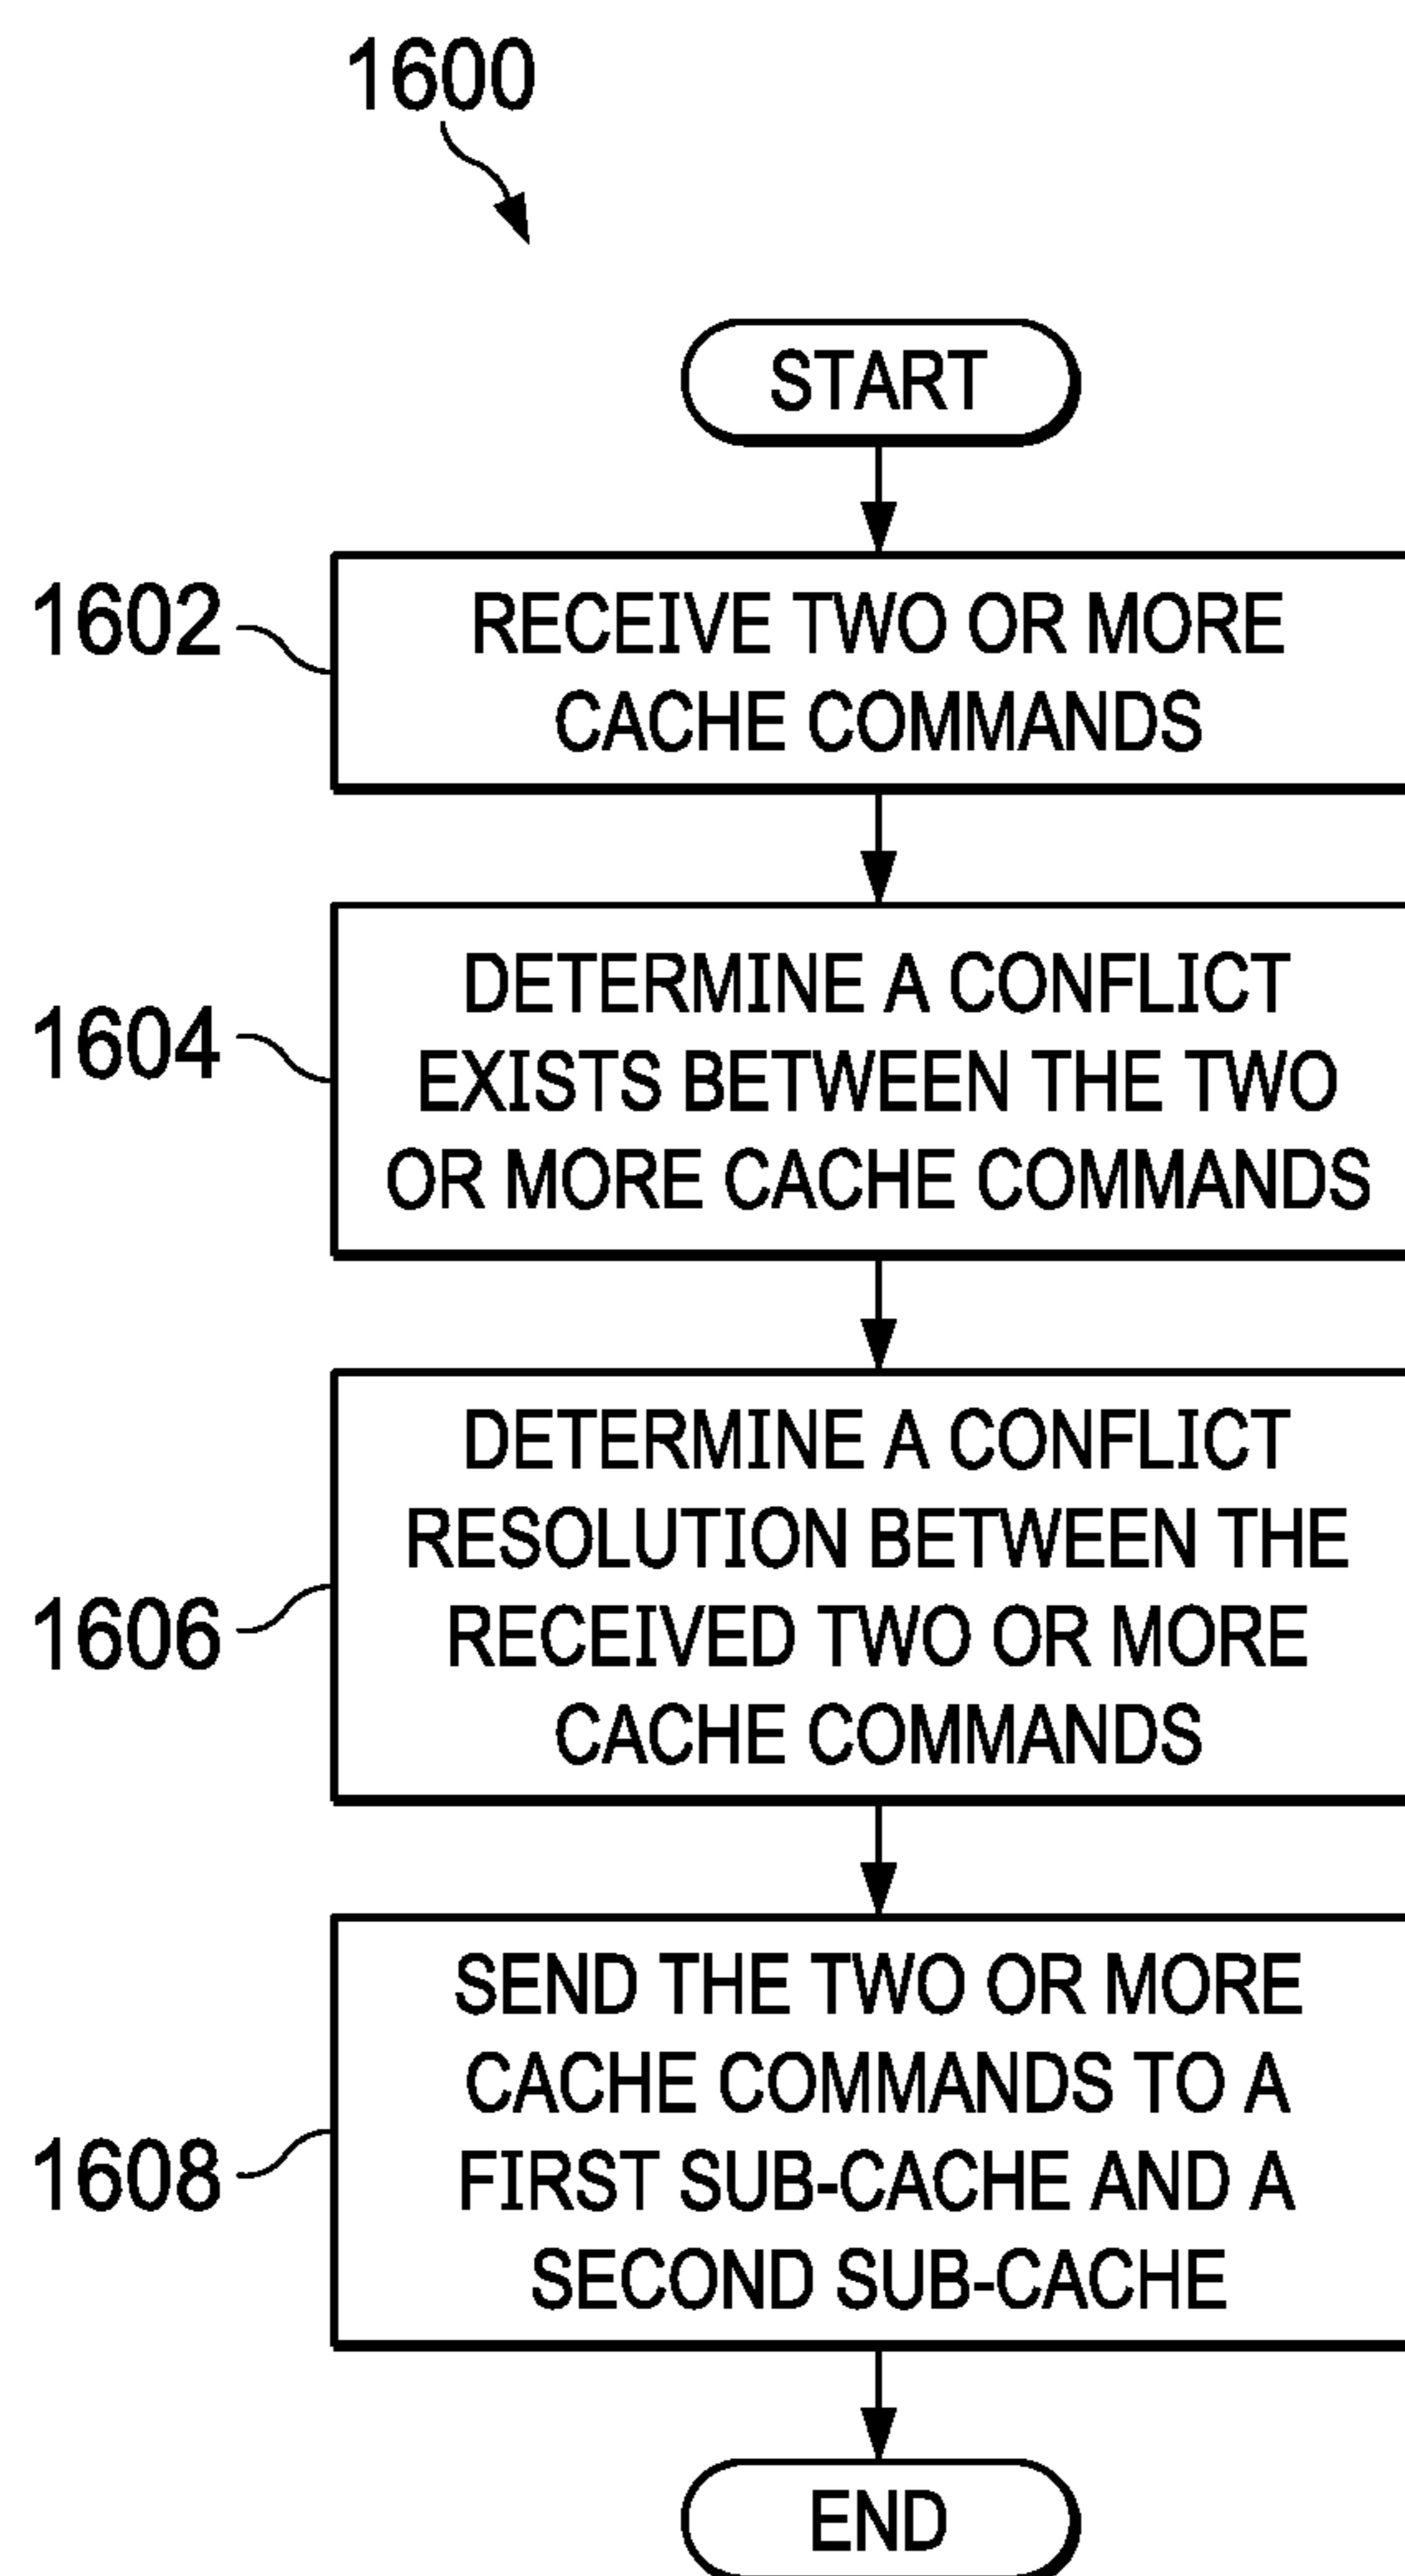 1600
START
1602
RECEIVE TWO OR MORE
CACHE COMMANDS
1604
DETERMINE A CONFLICT
EXISTS BETWEEN THE TWO
OR MORE CACHE COMMANDS
1606
DETERMINE A CONFLICT
RESOLUTION BETWEEN THE
RECEIVED TWO OR MORE
CACHE COMMANDS
1608
SEND THE TWO OR MORE
CACHE COMMANDS TO A
FIRST SUB-CACHE AND A
SECOND SUB-CACHE
END